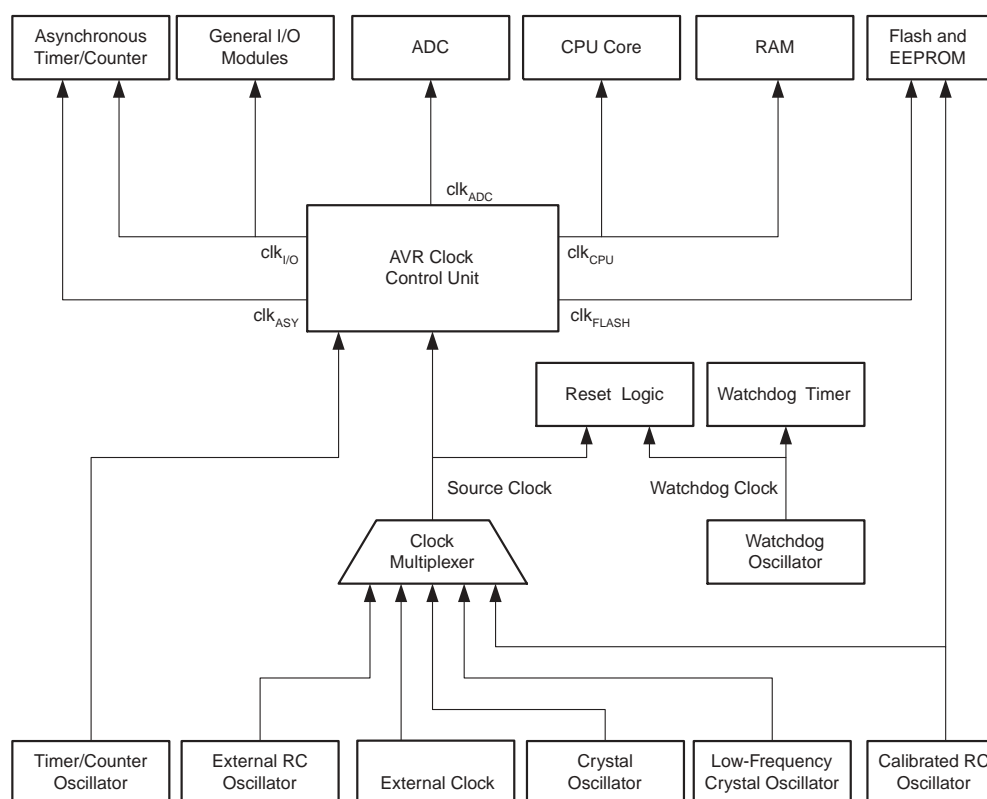 Asynchronous
Timer/Counter
General I/O
Modules
ADC
CPU Core
RAM
Flash and
EEPROM
clkADC
clkI/O
AVR Clock
Control Unit
clkCPU
clkASY
clkFLASH
Reset Logic
Watchdog Timer
Source Clock
Watchdog Clock
Clock
Multiplexer
Watchdog
Oscillator
Timer/Counter
Oscillator
External RC
Oscillator
External Clock
Crystal
Oscillator
Low-Frequency
Crystal Oscillator
Calibrated RC
Oscillator